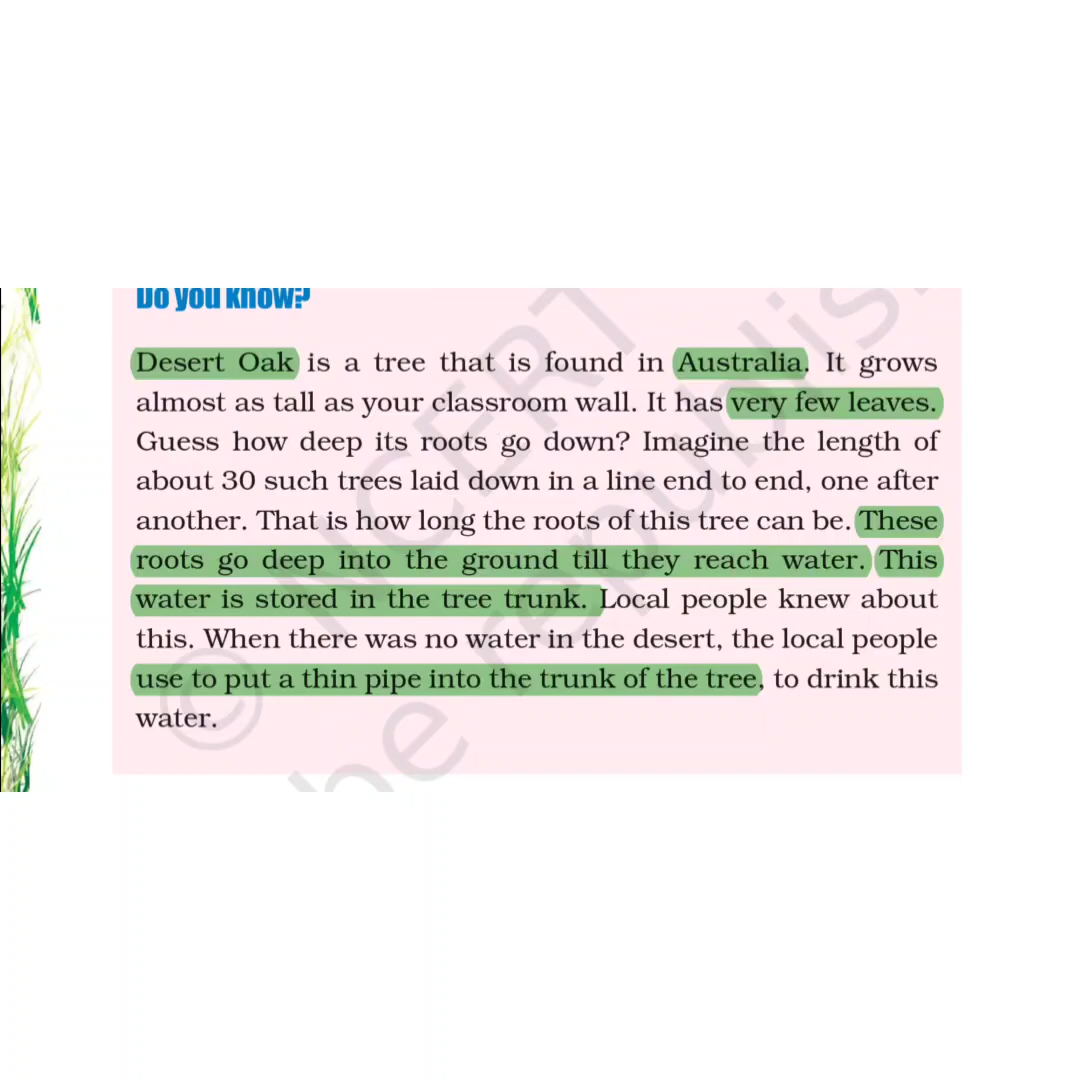 Do you know?
Desert Oak is a tree that is found in Australia. It grows
almost as tall as your classroom wall. It has very few leaves.
Guess how deep its roots go down? Imagine the length of
about 30 such trees laid down in a line end to end, one after
another. That is how long the roots of this tree can be. These
roots go deep into the ground till they reach water. This
water is stored in the tree trunk. Local people knew about
this. When there was no water in the desert, the local people
use to put a thin pipe into the trunk of the tree, to drink this
water.
© NCERT
be republis